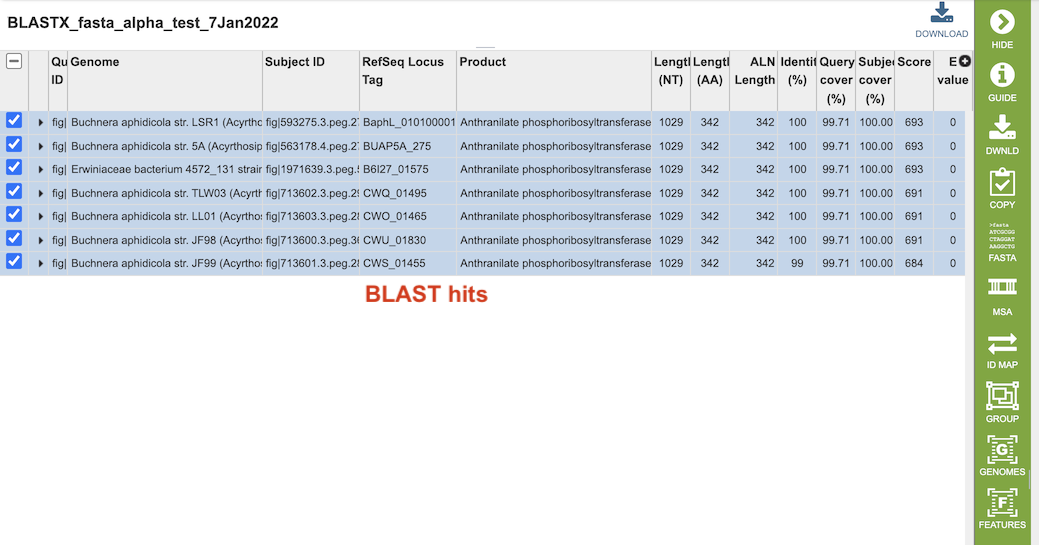 BLASTX_fasta_alpha_test_7Jan2022
DOWNLOAD
Qu ID Genome Subject ID RefSeq Locus Tag Product Lengt (NT) Lengt (AA) ALN Length Identit (%) Query cover (%) Subje cover (%) Score E value
fig| Buchnera aphidicola str. LSR1 (Acyrtho fig|593275.3.peg.27 BaphL_010100001 Anthranilate phosphoribosyltransferase 1029 342 342 100 99.71 100.00 693 0
fig| Buchnera aphidicola str. 5A (Acyrthosip fig|563178.4.peg.27 BUAP5A_275 Anthranilate phosphoribosyltransferase 1029 342 342 100 99.71 100.00 693 0
fig| Erwiniaceae bacterium 4572_131 strair fig|1971639.3.peg.5 B6I27_01575 Anthranilate phosphoribosyltransferase 1029 342 342 100 99.71 100.00 693 0
fig| Buchnera aphidicola str. TLW03 (Acyrth fig|713602.3.peg.29 CWQ_01495 Anthranilate phosphoribosyltransferase 1029 342 342 100 99.71 100.00 691 0
fig| Buchnera aphidicola str. LL01 (Acyrthos fig|713603.3.peg.28 CWO_01465 Anthranilate phosphoribosyltransferase 1029 342 342 100 99.71 100.00 691 0
fig| Buchnera aphidicola str. JF98 (Acyrthos fig|713600.3.peg.36 CWU_01830 Anthranilate phosphoribosyltransferase 1029 342 342 100 99.71 100.00 691 0
fig| Buchnera aphidicola str. JF99 (Acyrthos fig|713601.3.peg.28 CWS_01455 Anthranilate phosphoribosyltransferase 1029 342 342 99 99.71 100.00 684 0
BLAST hits
HIDE
GUIDE
DWNLD
COPY
>fasta
ATCGCGG
CTAGGAT
AAGGCTG
FASTA
MSA
ID MAP
GROUP
G
GENOMES
F
FEATURES